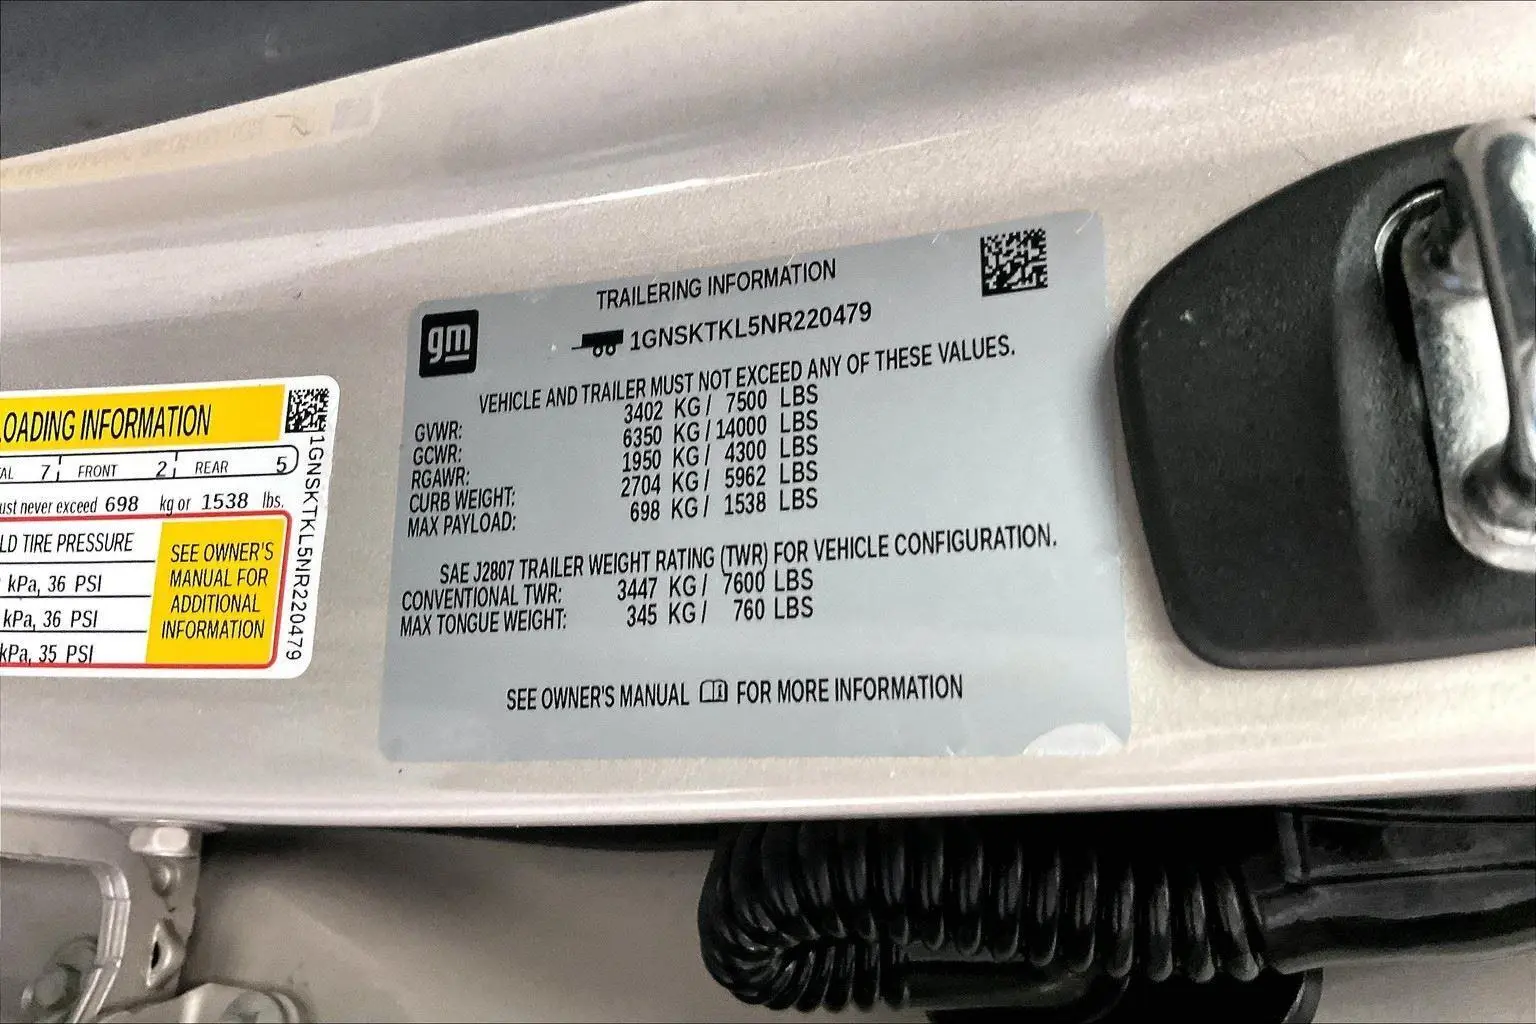 LOADING INFORMATION
TAL 7 FRONT 2 REAR 5
ust never exceed 698 kg or 1538 lbs.
LD TIRE PRESSURE
kPa, 36 PSI
kPa, 36 PSI
kPa, 35 PSI
SEE OWNER'S
MANUAL FOR
ADDITIONAL
INFORMATION
1GNSKTKL5NR220479
gm
TRAILERING INFORMATION
1GNSKTKL5NR220479
VEHICLE AND TRAILER MUST NOT EXCEED ANY OF THESE VALUES.
GVWR: 3402 KG/ 7500 LBS
GCWR: 6350 KG/14000 LBS
RGAWR: 1950 KG/ 4300 LBS
CURB WEIGHT: 2704 KG/ 5962 LBS
MAX PAYLOAD: 698 KG/ 1538 LBS
SAE J2807 TRAILER WEIGHT RATING (TWR) FOR VEHICLE CONFIGURATION.
CONVENTIONAL TWR: 3447 KG/ 7600 LBS
MAX TONGUE WEIGHT: 345 KG/ 760 LBS
SEE OWNER'S MANUAL FOR MORE INFORMATION